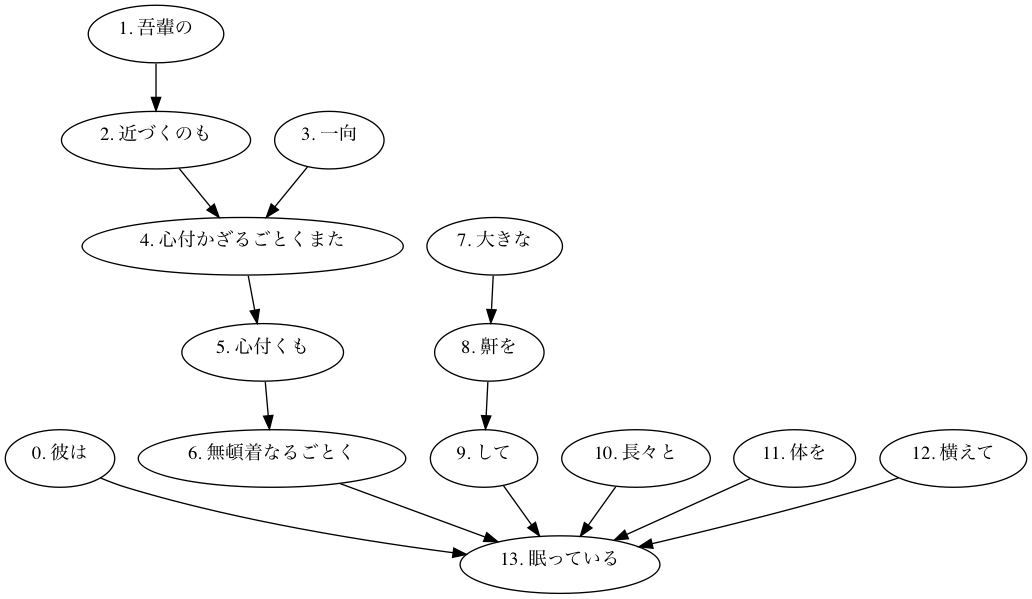 1. 吾輩の
2. 近づくのも
3. 一向
4. 心付かざるごとくまた
7. 大きな
5. 心付くも
8. 鼾を
0. 彼は
6. 無頓着なるごとく
9. して
10. 長々と
11. 体を
12. 横えて
13. 眠っている